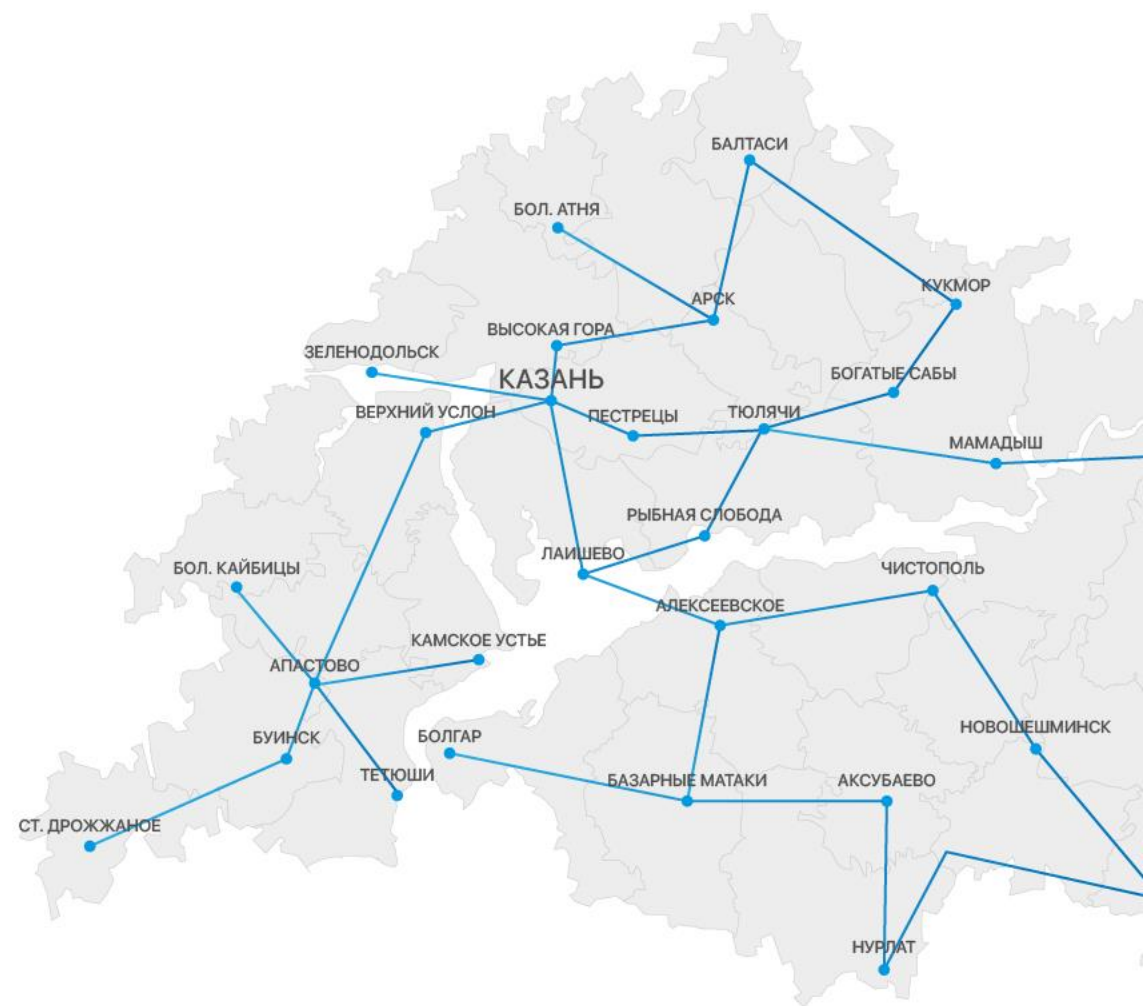 БАЛТАСИ
БОЛ. АТНЯ
КУКМОР
АРСК
ВЫСОКАЯ ГОРА
ЗЕЛЕНОДОЛЬСК
КАЗАНЬ
БОГАТЫЕ САБЫ
ВЕРХНИЙ УСЛОН
ПЕСТРЕЦЫ
ТЮЛЯЧИ
МАМАДЫШ
РЫБНАЯ СЛОБОДА
ЛАИШЕВО
БОЛ. КАЙБИЦЫ
ЧИСТОПОЛЬ
АЛЕКСЕЕВСКОЕ
КАМСКОЕ УСТЬЕ
АПАСТОВО
НОВОШЕШМИНСК
БУИНСК
БОЛГАР
ТЕТЮШИ
БАЗАРНЫЕ МАТАКИ
АКСУБАЕВО
СТ. ДРОЖЖАНОЕ
НУРЛАТ